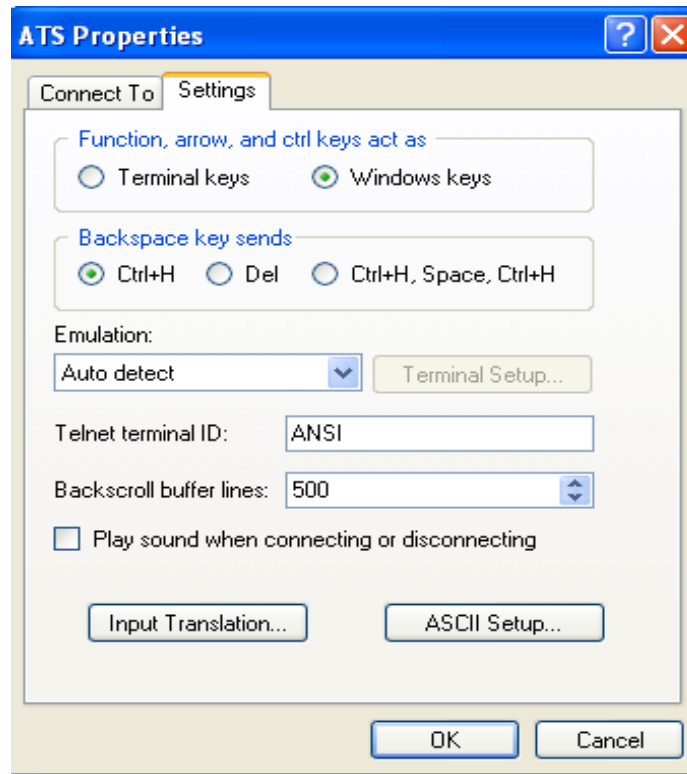 ATS Properties
Connect To Settings
Function, arrow, and ctrl keys act as
Terminal keys Windows keys
Backspace key sends
Ctrl+H Del Ctrl+H, Space, Ctrl+H
Emulation:
Auto detect Terminal Setup...
Telnet terminal ID: ANSI
Backscroll buffer lines: 500
Play sound when connecting or disconnecting
Input Translation... ASCII Setup...
OK Cancel